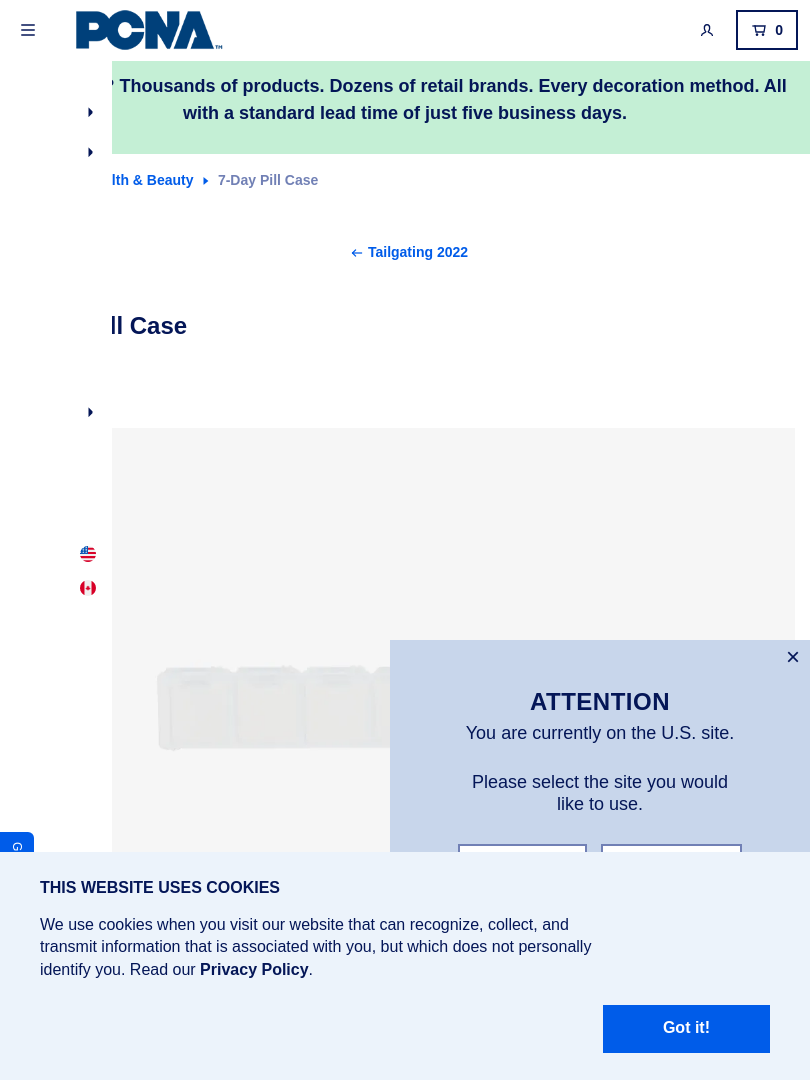 PCNA™
0
? Thousands of products. Dozens of retail brands. Every decoration method. All
with a standard lead time of just five business days.
lth & Beauty 7-Day Pill Case
← Tailgating 2022
ll Case
×
ATTENTION
You are currently on the U.S. site.
Please select the site you would
like to use.
G
THIS WEBSITE USES COOKIES
We use cookies when you visit our website that can recognize, collect, and
transmit information that is associated with you, but which does not personally
identify you. Read our Privacy Policy.
Got it!